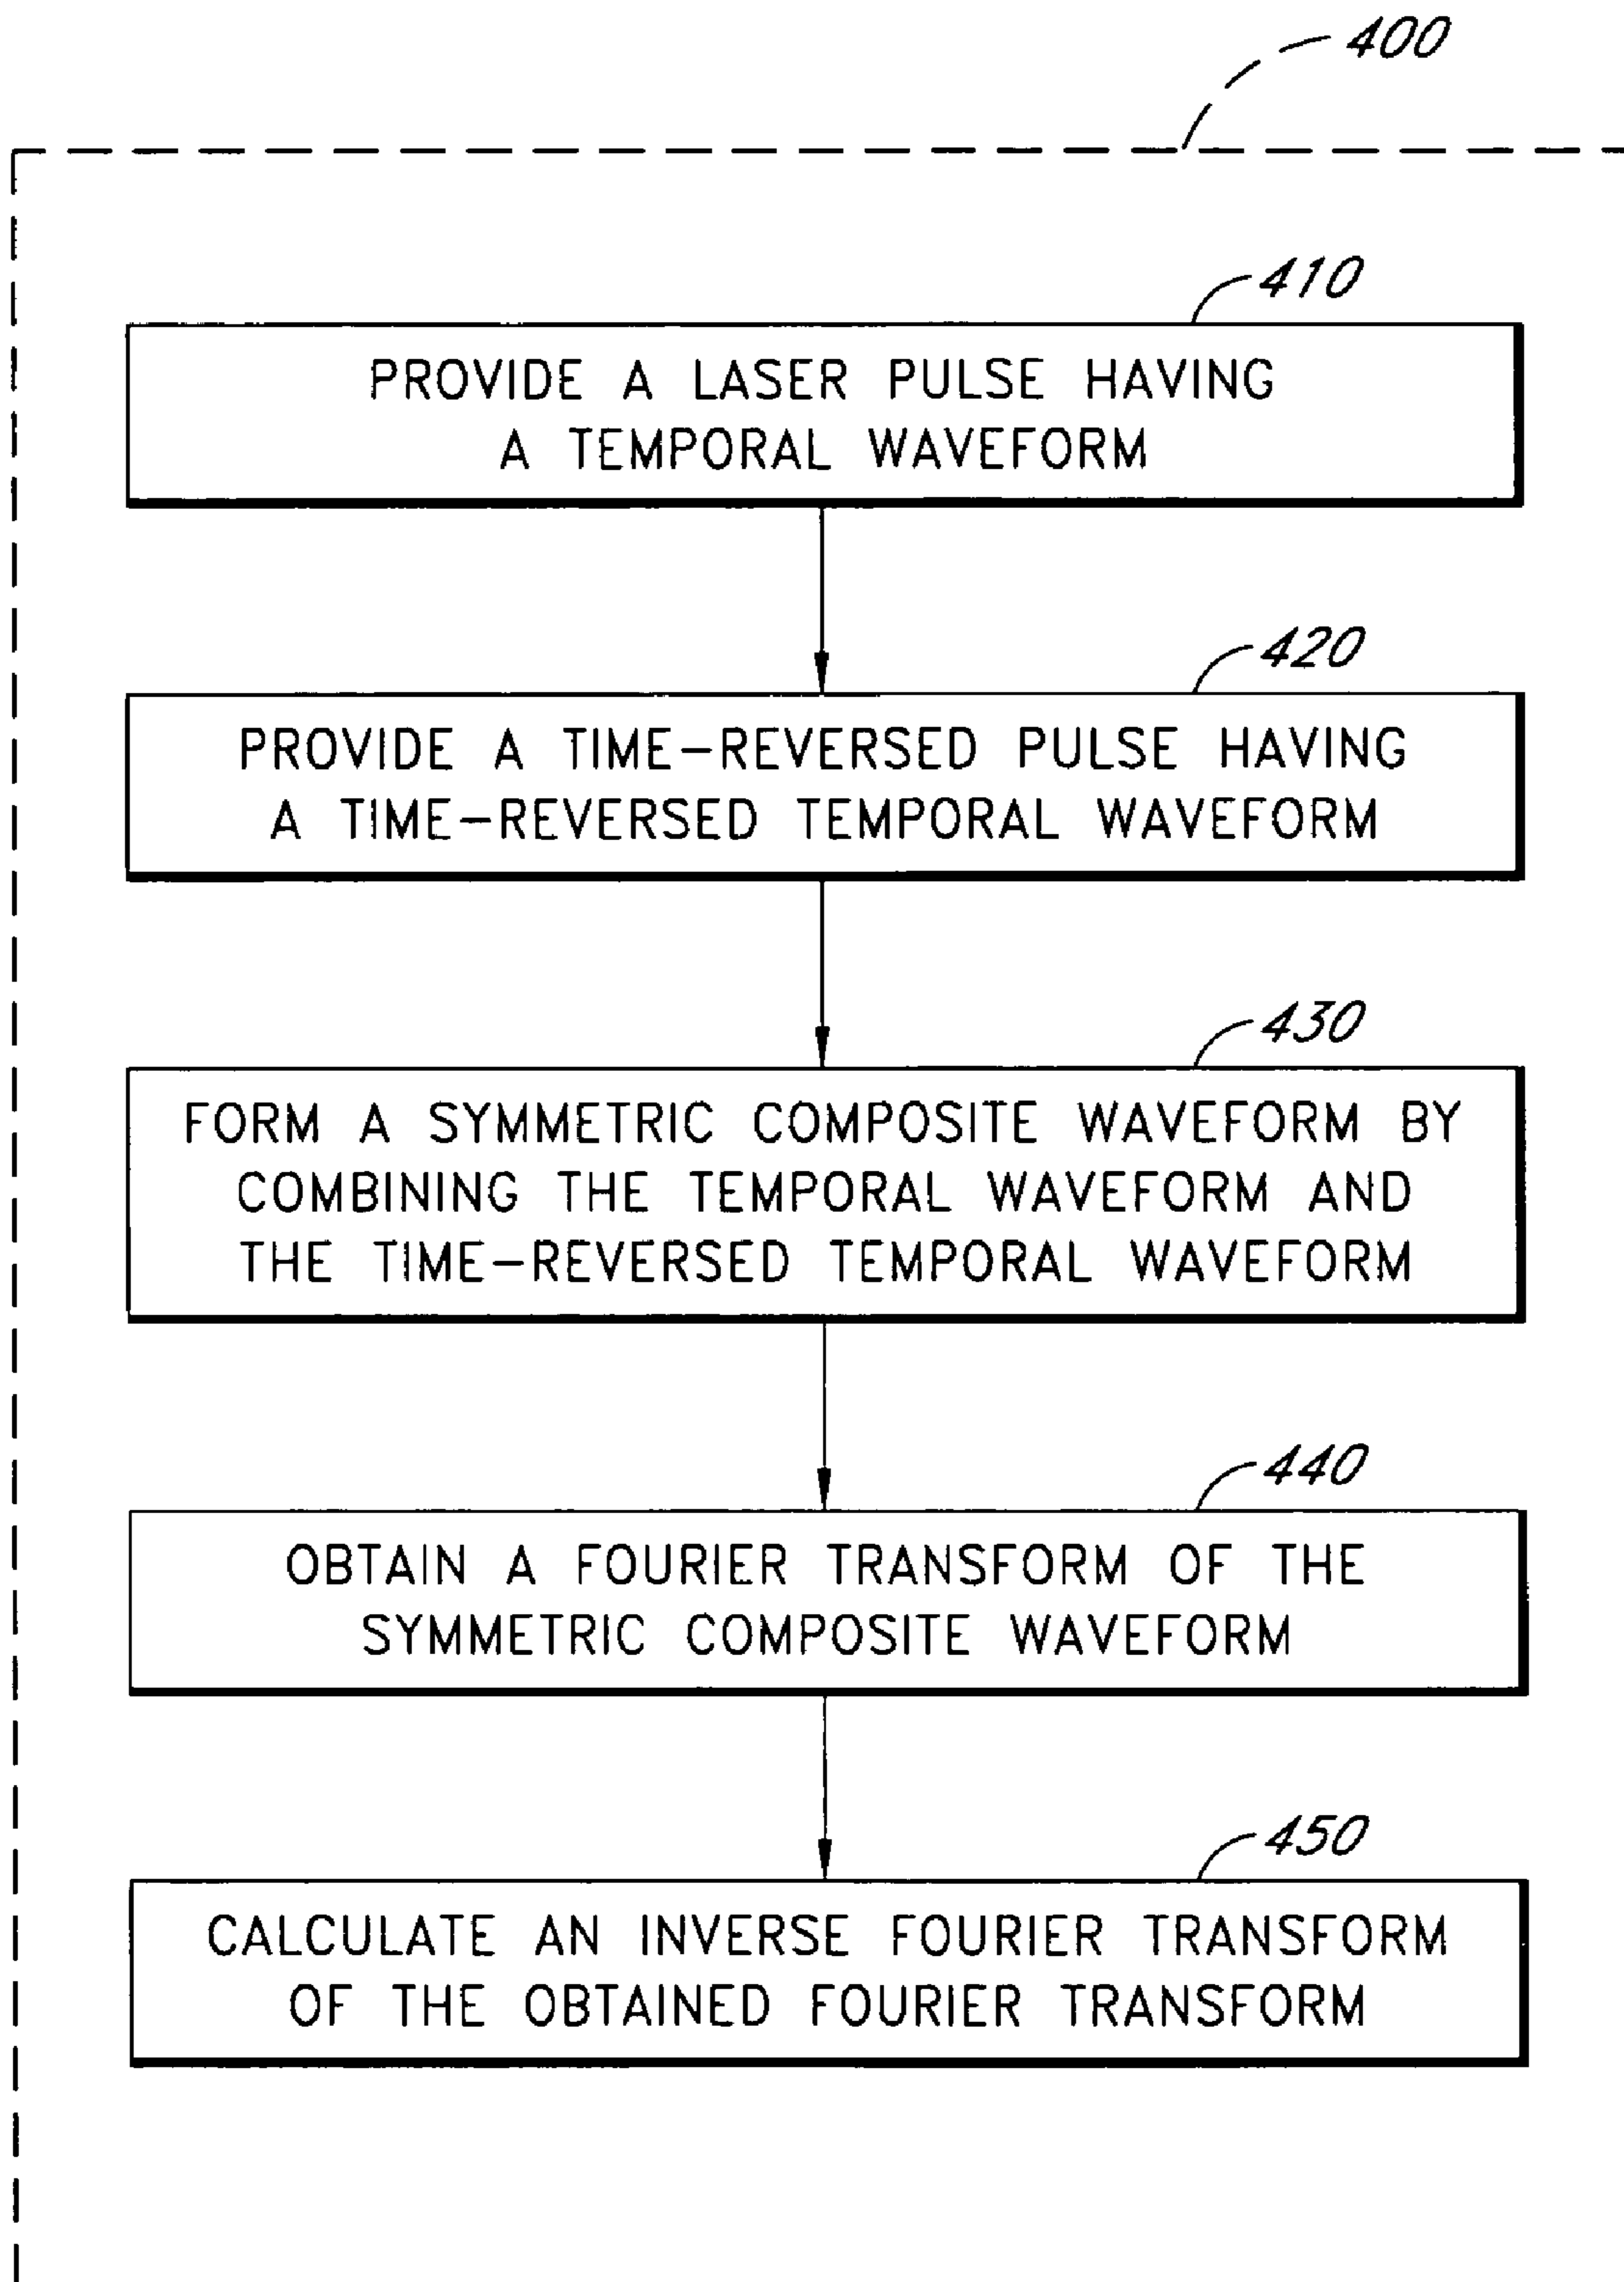 400
410
PROVIDE A LASER PULSE HAVING
A TEMPORAL WAVEFORM
420
PROVIDE A TIME-REVERSED PULSE HAVING
A TIME-REVERSED TEMPORAL WAVEFORM
430
FORM A SYMMETRIC COMPOSITE WAVEFORM BY
COMBINING THE TEMPORAL WAVEFORM AND
THE TIME-REVERSED TEMPORAL WAVEFORM
440
OBTAIN A FOURIER TRANSFORM OF THE
SYMMETRIC COMPOSITE WAVEFORM
450
CALCULATE AN INVERSE FOURIER TRANSFORM
OF THE OBTAINED FOURIER TRANSFORM